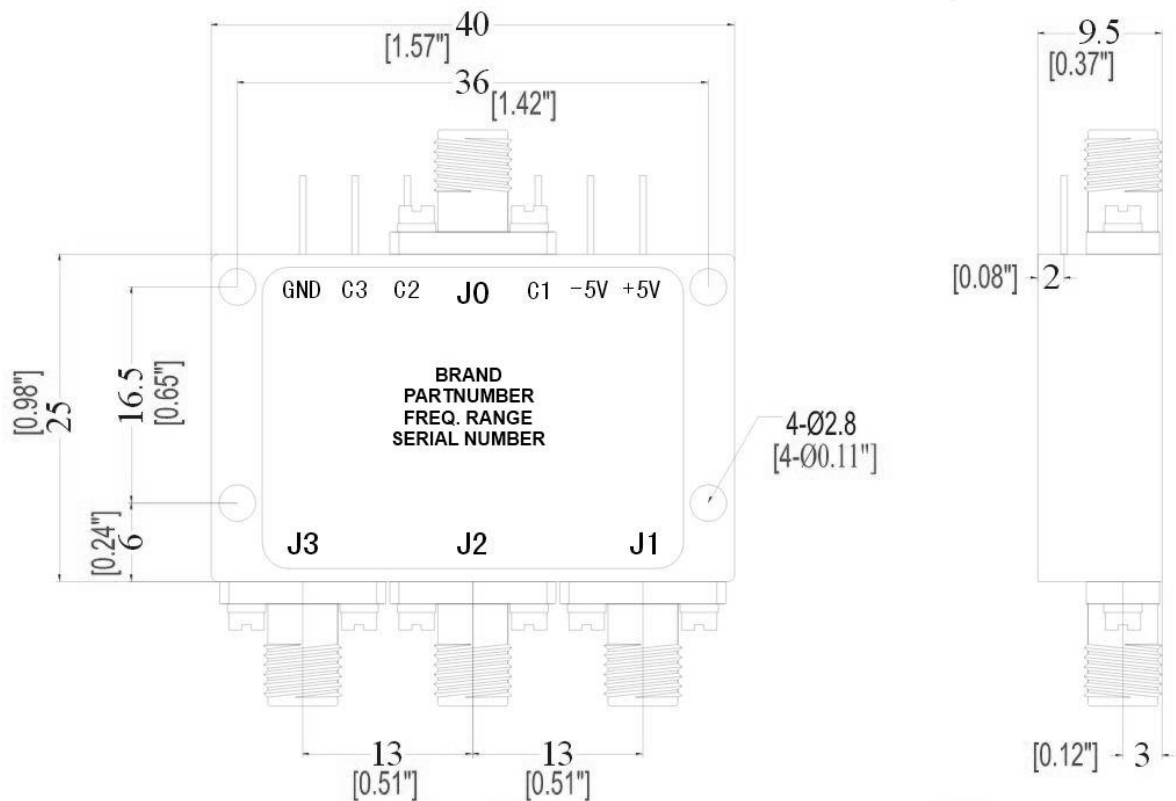 40
[1.57"]
36
[1.42"]
9.5
[0.37"]
GND C3 C2 J0 C1 -5V +5V
[0.08"] 2
BRAND
PARTNUMBER
FREQ. RANGE
SERIAL NUMBER
[0.98"]
25
16.5
[0.65"]
4-Ø2.8
[4-Ø0.11"]
[0.24"]
6
J3 J2 J1
13
[0.51"]
13
[0.51"]
[0.12"] 3